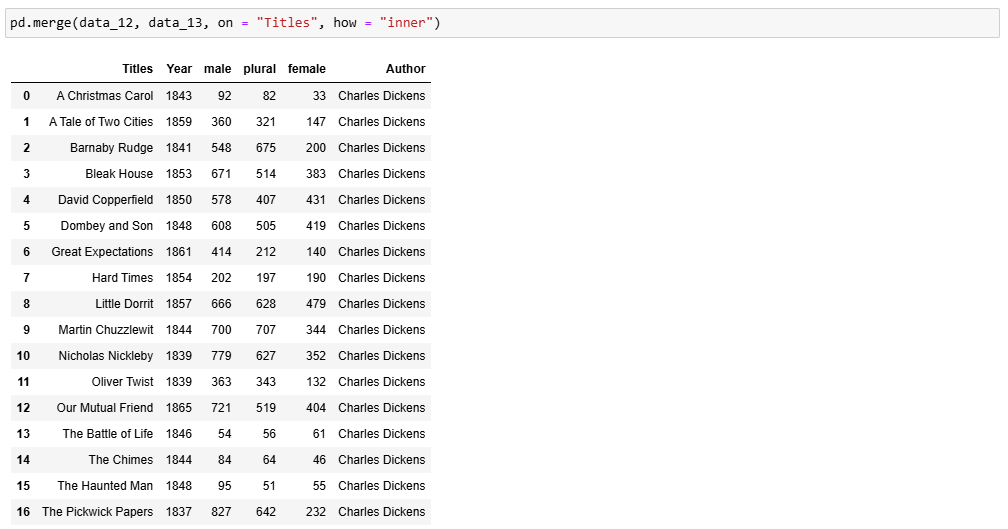 pd.merge(data_12, data_13, on = "Titles", how = "inner")
Titles Year male plural female Author
0 A Christmas Carol 1843 92 82 33 Charles Dickens
1 A Tale of Two Cities 1859 360 321 147 Charles Dickens
2 Barnaby Rudge 1841 548 675 200 Charles Dickens
3 Bleak House 1853 671 514 383 Charles Dickens
4 David Copperfield 1850 578 407 431 Charles Dickens
5 Dombey and Son 1848 608 505 419 Charles Dickens
6 Great Expectations 1861 414 212 140 Charles Dickens
7 Hard Times 1854 202 197 190 Charles Dickens
8 Little Dorrit 1857 666 628 479 Charles Dickens
9 Martin Chuzzlewit 1844 700 707 344 Charles Dickens
10 Nicholas Nickleby 1839 779 627 352 Charles Dickens
11 Oliver Twist 1839 363 343 132 Charles Dickens
12 Our Mutual Friend 1865 721 519 404 Charles Dickens
13 The Battle of Life 1846 54 56 61 Charles Dickens
14 The Chimes 1844 84 64 46 Charles Dickens
15 The Haunted Man 1848 95 51 55 Charles Dickens
16 The Pickwick Papers 1837 827 642 232 Charles Dickens